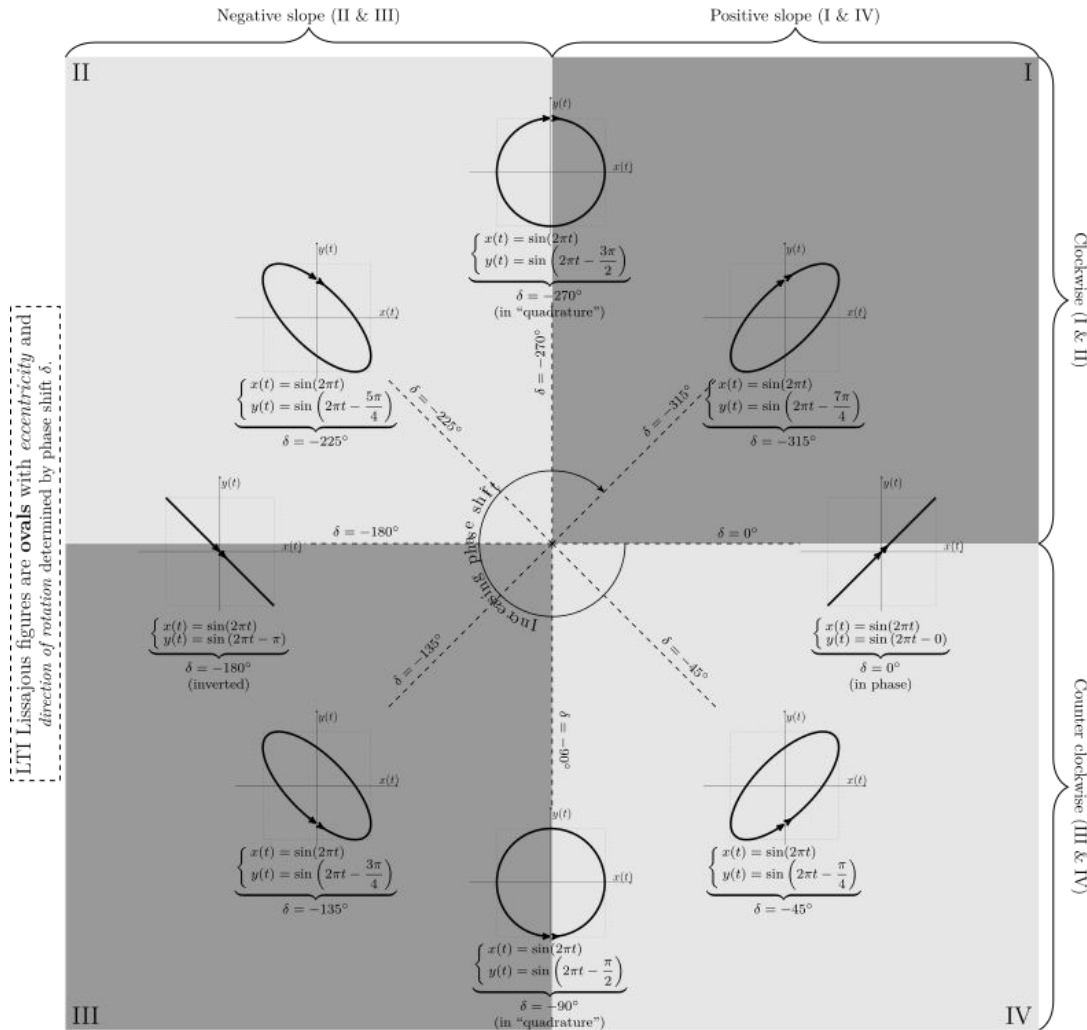 Negative slope (II & III)
Positive slope (I & IV)
II
I
y(t)
x(t)
x(t) = sin(2πt)
y(t) = sin(2πt − 3π/2)
δ = −270°
(in “quadrature”)
y(t)
x(t)
x(t) = sin(2πt)
y(t) = sin(2πt − 5π/4)
δ = −225°
y(t)
x(t)
x(t) = sin(2πt)
y(t) = sin(2πt − 7π/4)
δ = −315°
δ = −225°
δ = −270°
δ = −315°
Clockwise (I & II)
LTI Lissajous figures are ovals with eccentricity and
direction of rotation determined by phase shift δ.
y(t)
x(t)
x(t) = sin(2πt)
y(t) = sin(2πt − π)
δ = −180°
(inverted)
δ = −180°
Increasing phase shift
δ = 0°
y(t)
x(t)
x(t) = sin(2πt)
y(t) = sin(2πt − 0)
δ = 0°
(in phase)
δ = −135°
δ = −90°
δ = −45°
y(t)
x(t)
x(t) = sin(2πt)
y(t) = sin(2πt − 3π/4)
δ = −135°
y(t)
x(t)
x(t) = sin(2πt)
y(t) = sin(2πt − π/2)
δ = −90°
(in “quadrature”)
y(t)
x(t)
x(t) = sin(2πt)
y(t) = sin(2πt − π/4)
δ = −45°
Counter clockwise (III & IV)
III
IV